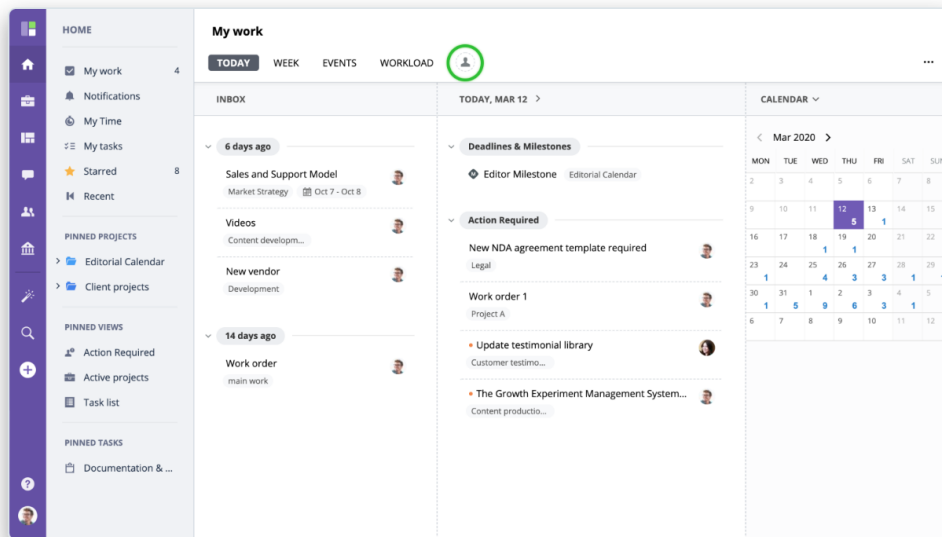 HOME
My work 4
Notifications
My Time
My tasks
Starred 8
Recent
PINNED PROJECTS
Editorial Calendar
Client projects
PINNED VIEWS
Action Required
Active projects
Task list
PINNED TASKS
Documentation & ...
My work
TODAY WEEK EVENTS WORKLOAD
INBOX
6 days ago
Sales and Support Model
Market Strategy Oct 7 - Oct 8
Videos
Content developm...
New vendor
Development
14 days ago
Work order
main work
TODAY, MAR 12
Deadlines & Milestones
Editor Milestone Editorial Calendar
Action Required
New NDA agreement template required
Legal
Work order 1
Project A
Update testimonial library
Customer testimo...
The Growth Experiment Management System...
Content productio...
CALENDAR
Mar 2020
MON TUE WED THU FRI SAT SUN
2 3 4 5 6 7 8
9 10 11 12 13 14 15
5 1
16 17 18 19 20 21 22
1 1
23 24 25 26 27 28 29
1 4 3 3 1
30 31 1 2 3 4 5
1 5 9 6 3 1
6 7 8 9 10 11 12